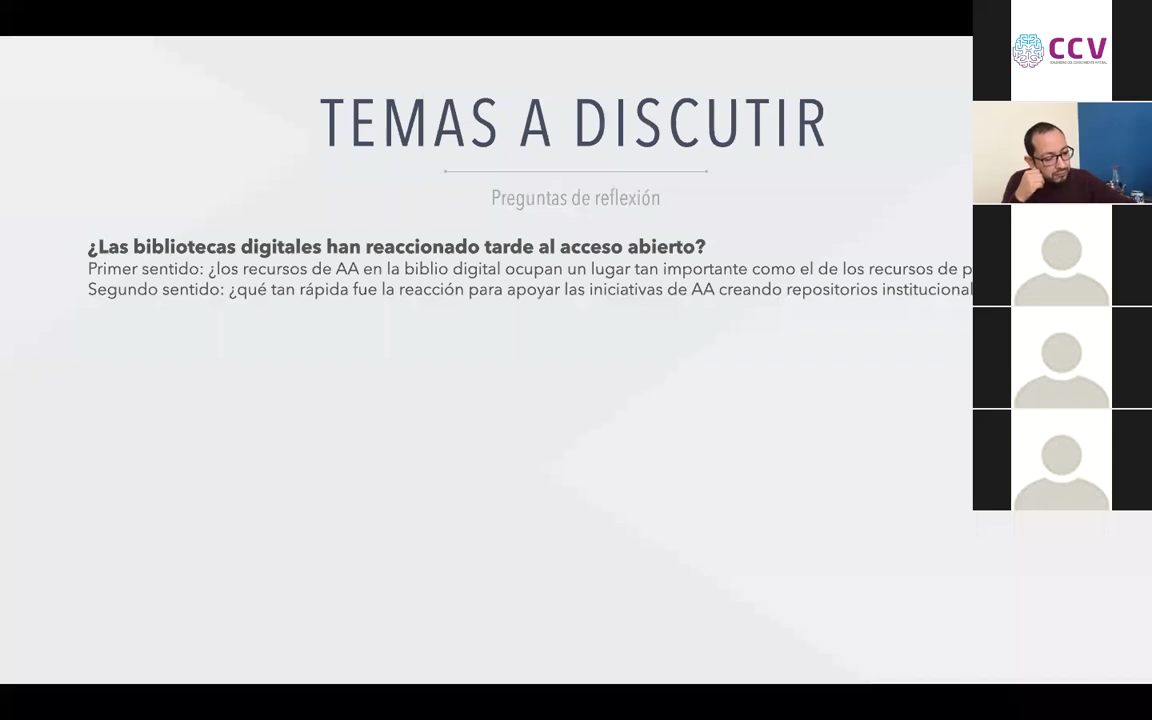 TEMAS A DISCUTIR
Preguntas de reflexión
¿Las bibliotecas digitales han reaccionado tarde al acceso abierto?
Primer sentido: ¿los recursos de AA en la biblio digital ocupan un lugar tan importante como el de los recursos de p
Segundo sentido: ¿qué tan rápida fue la reacción para apoyar las iniciativas de AA creando repositorios institucional
CCV